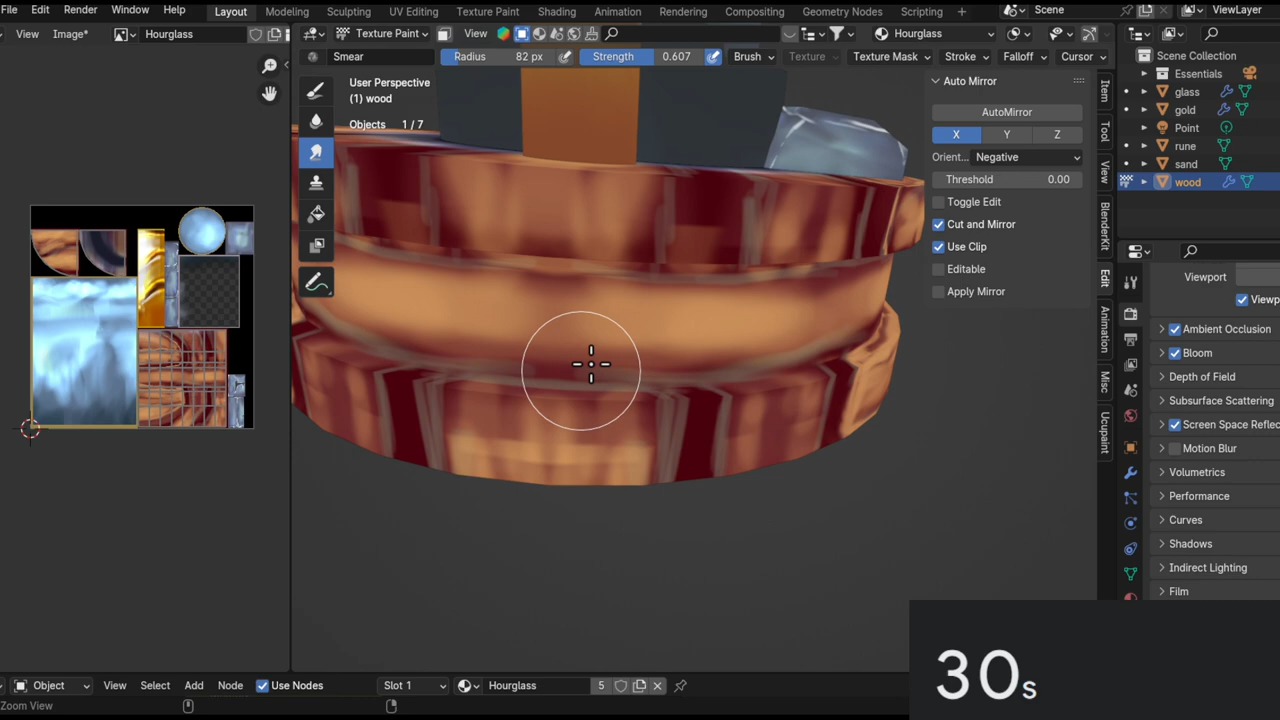 File Edit Render Window Help Layout Modeling Sculpting UV Editing Texture Paint Shading Animation Rendering Compositing Geometry Nodes Scripting + Scene ViewLayer
View Image* Hourglass Texture Paint View Hourglass
Smear Radius 82 px Strength 0.607 Brush Texture Texture Mask Stroke Falloff Cursor
Scene Collection
Essentials
glass
gold
Point
rune
sand
wood
User Perspective
(1) wood
Objects 1/7
Auto Mirror
AutoMirror
X Y Z
Orient... Negative
Threshold 0.00
Toggle Edit
Cut and Mirror
Use Clip
Editable
Apply Mirror
Item
Tool
View
BlenderKit
Edit
Animation
Misc
Ucupaint
Viewport
Viewp
Ambient Occlusion
Bloom
Depth of Field
Subsurface Scattering
Screen Space Reflec
Motion Blur
Volumetrics
Performance
Curves
Shadows
Indirect Lighting
Film
30s
Object View Select Add Node Use Nodes Slot 1 Hourglass 5
Zoom View